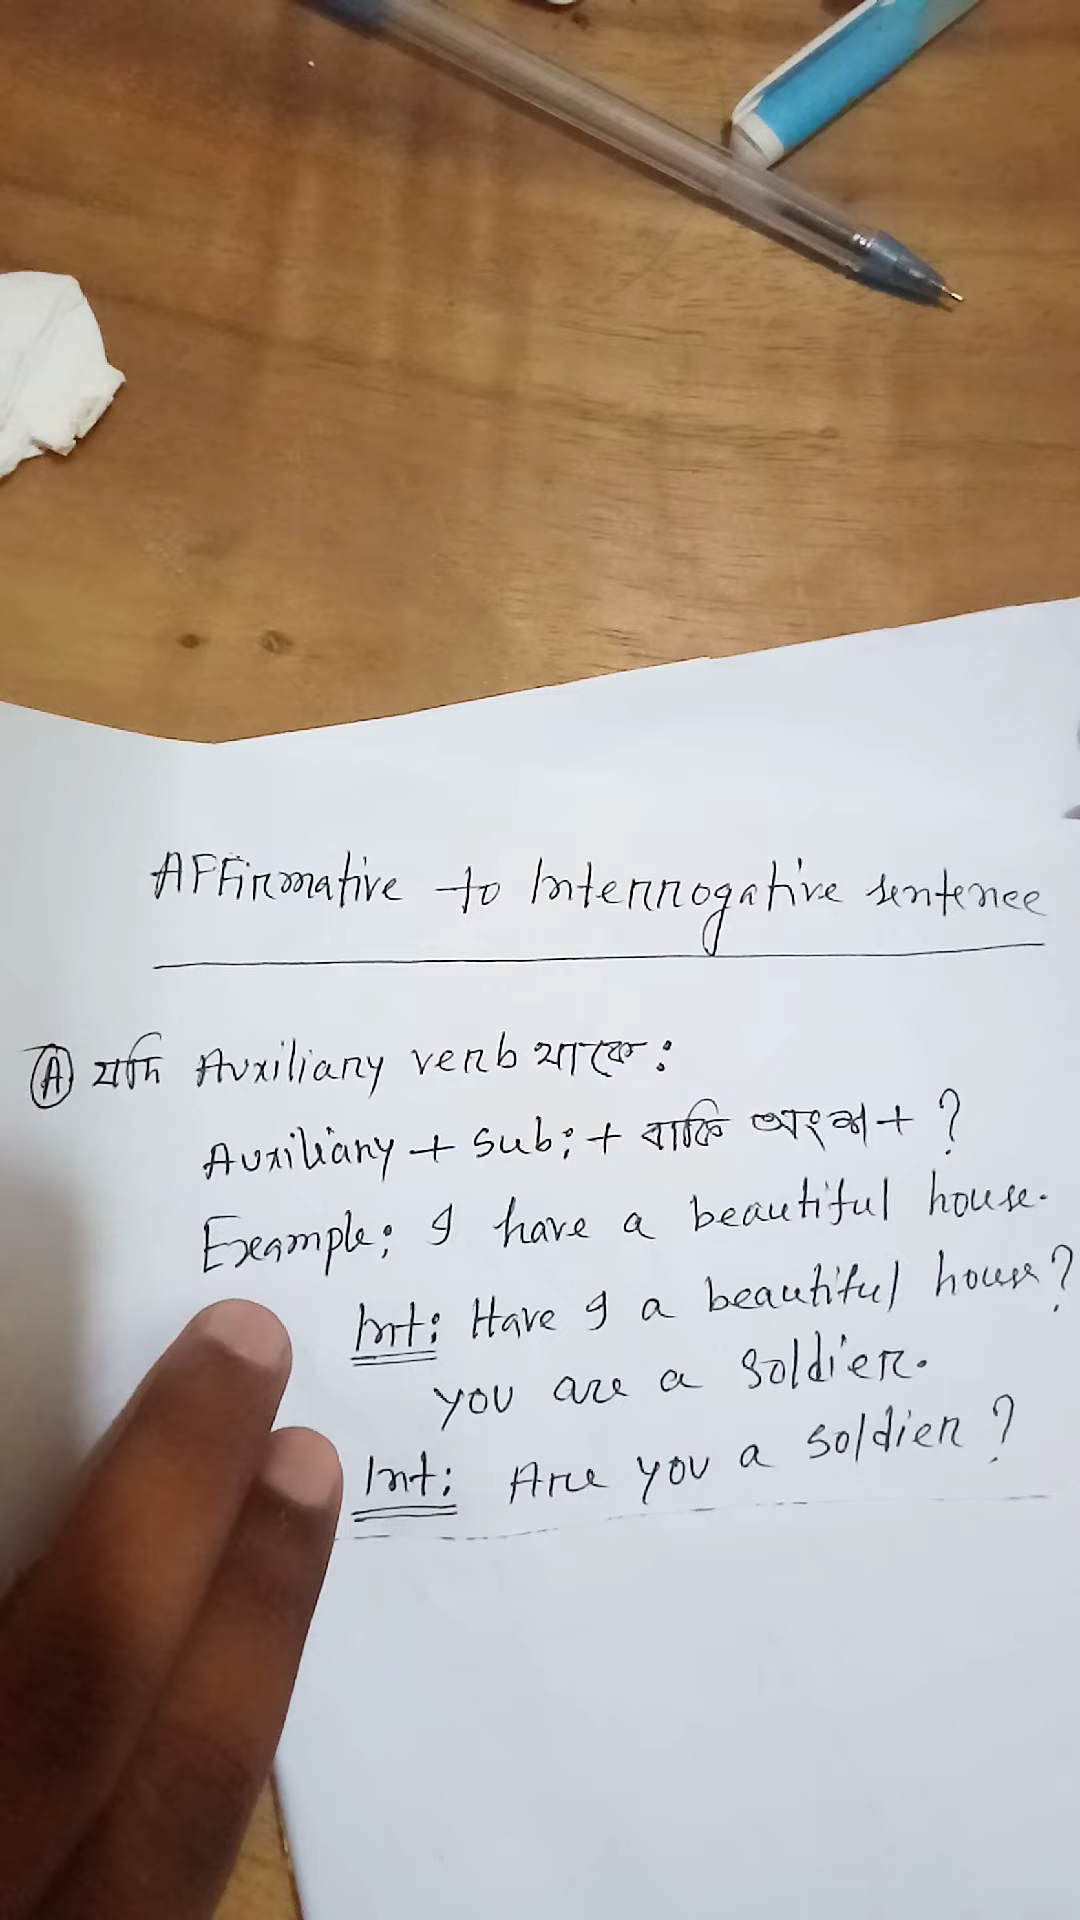 Affirmative to Interrogative sentence
Ⓐ যদি Auxiliary verb থাকে:
Auxiliary + Sub: + বাকি অংশ + ?
Example: I have a beautiful house.
Int: Have I a beautiful house?
you are a soldier.
Int: Are you a soldier?